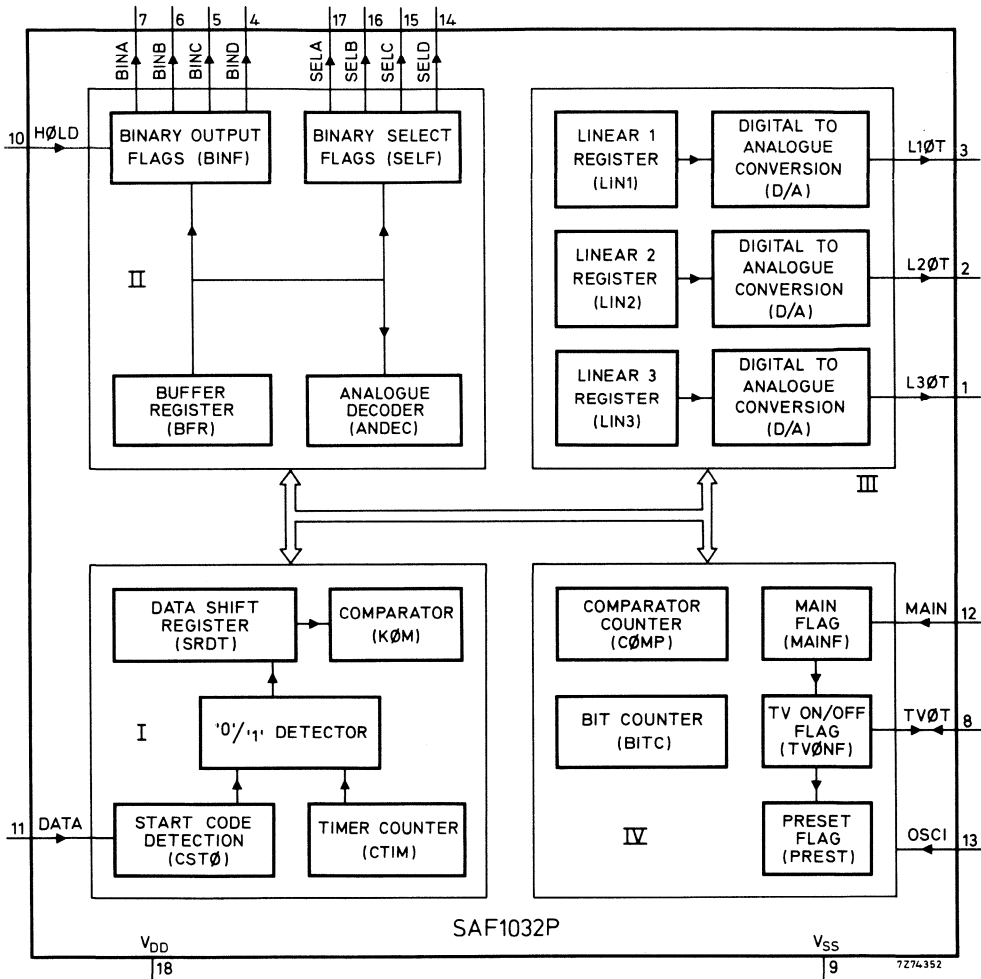 7 6 5 4 17 16 15 14
BINA BINB BINC BIND SELA SELB SELC SELD
10 HØLD
BINARY OUTPUT
FLAGS (BINF)
BINARY SELECT
FLAGS (SELF)
II
BUFFER
REGISTER
(BFR)
ANALOGUE
DECODER
(ANDEC)
LINEAR 1
REGISTER
(LIN1)
DIGITAL TO
ANALOGUE
CONVERSION
(D/A)
L1ØT 3
LINEAR 2
REGISTER
(LIN2)
DIGITAL TO
ANALOGUE
CONVERSION
(D/A)
L2ØT 2
LINEAR 3
REGISTER
(LIN3)
DIGITAL TO
ANALOGUE
CONVERSION
(D/A)
L3ØT 1
III
DATA SHIFT
REGISTER
(SRDT)
COMPARATOR
(KØM)
I
'0'/'1' DETECTOR
11 DATA
START CODE
DETECTION
(CSTØ)
TIMER COUNTER
(CTIM)
COMPARATOR
COUNTER
(CØMP)
MAIN
FLAG
(MAINF)
MAIN 12
BIT COUNTER
(BITC)
TV ON/OFF
FLAG
(TVØNF)
TVØT 8
IV
PRESET
FLAG
(PREST)
OSCI 13
SAF1032P
VDD
18
VSS
9
7Z74352